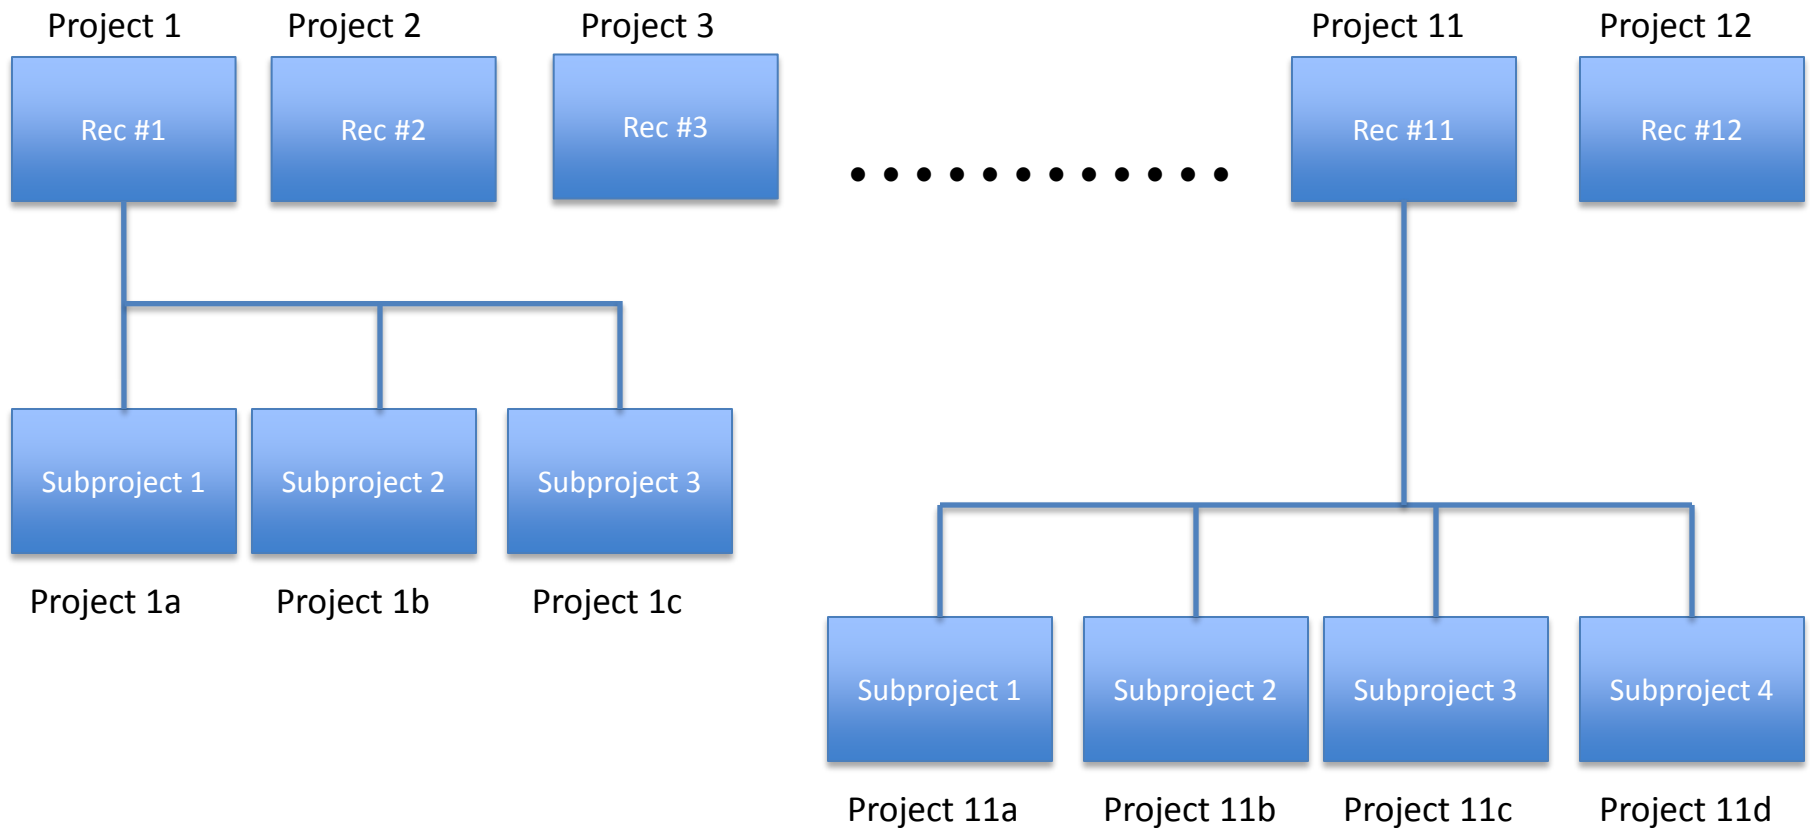 Project 1
Project 2
Project 3
Project 11
Project 12
Rec #1
Rec #2
Rec #3
Rec #11
Rec #12
Subproject 1
Subproject 2
Subproject 3
Project 1a
Project 1b
Project 1c
Subproject 1
Subproject 2
Subproject 3
Subproject 4
Project 11a
Project 11b
Project 11c
Project 11d